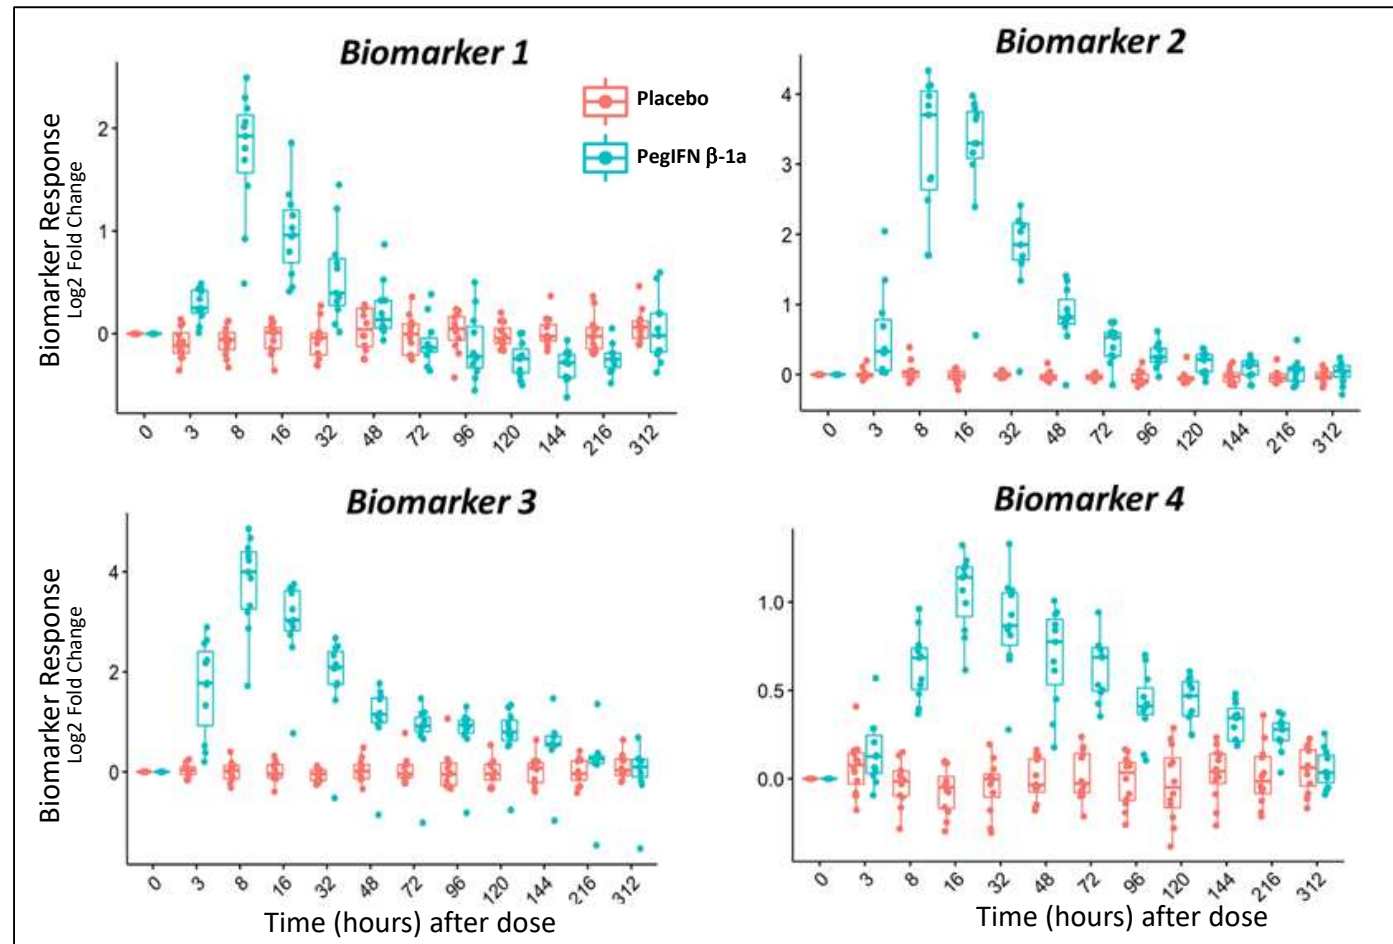 Biomarker 1
Biomarker Response
Log2 Fold Change
2
1
0
0 3 8 16 32 48 72 96 120 144 216 312
Placebo
PegIFN β-1a
Biomarker 2
4
3
2
1
0
0 3 8 16 32 48 72 96 120 144 216 312
Biomarker 3
Biomarker Response
Log2 Fold Change
4
2
0
0 3 8 16 32 48 72 96 120 144 216 312
Time (hours) after dose
Biomarker 4
1.0
0.5
0.0
0 3 8 16 32 48 72 96 120 144 216 312
Time (hours) after dose